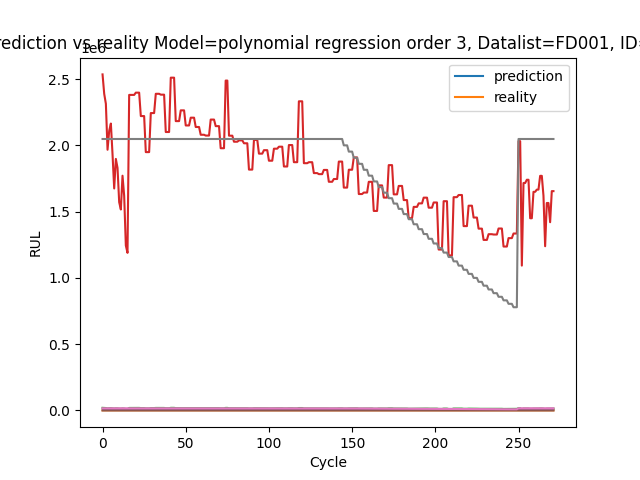 rediction vs reality Model=polynomial regression order 3, Datalist=FD001, ID=
1e6
prediction
reality
2.5
2.0
1.5
1.0
0.5
0.0
RUL
0
50
100
150
200
250
Cycle